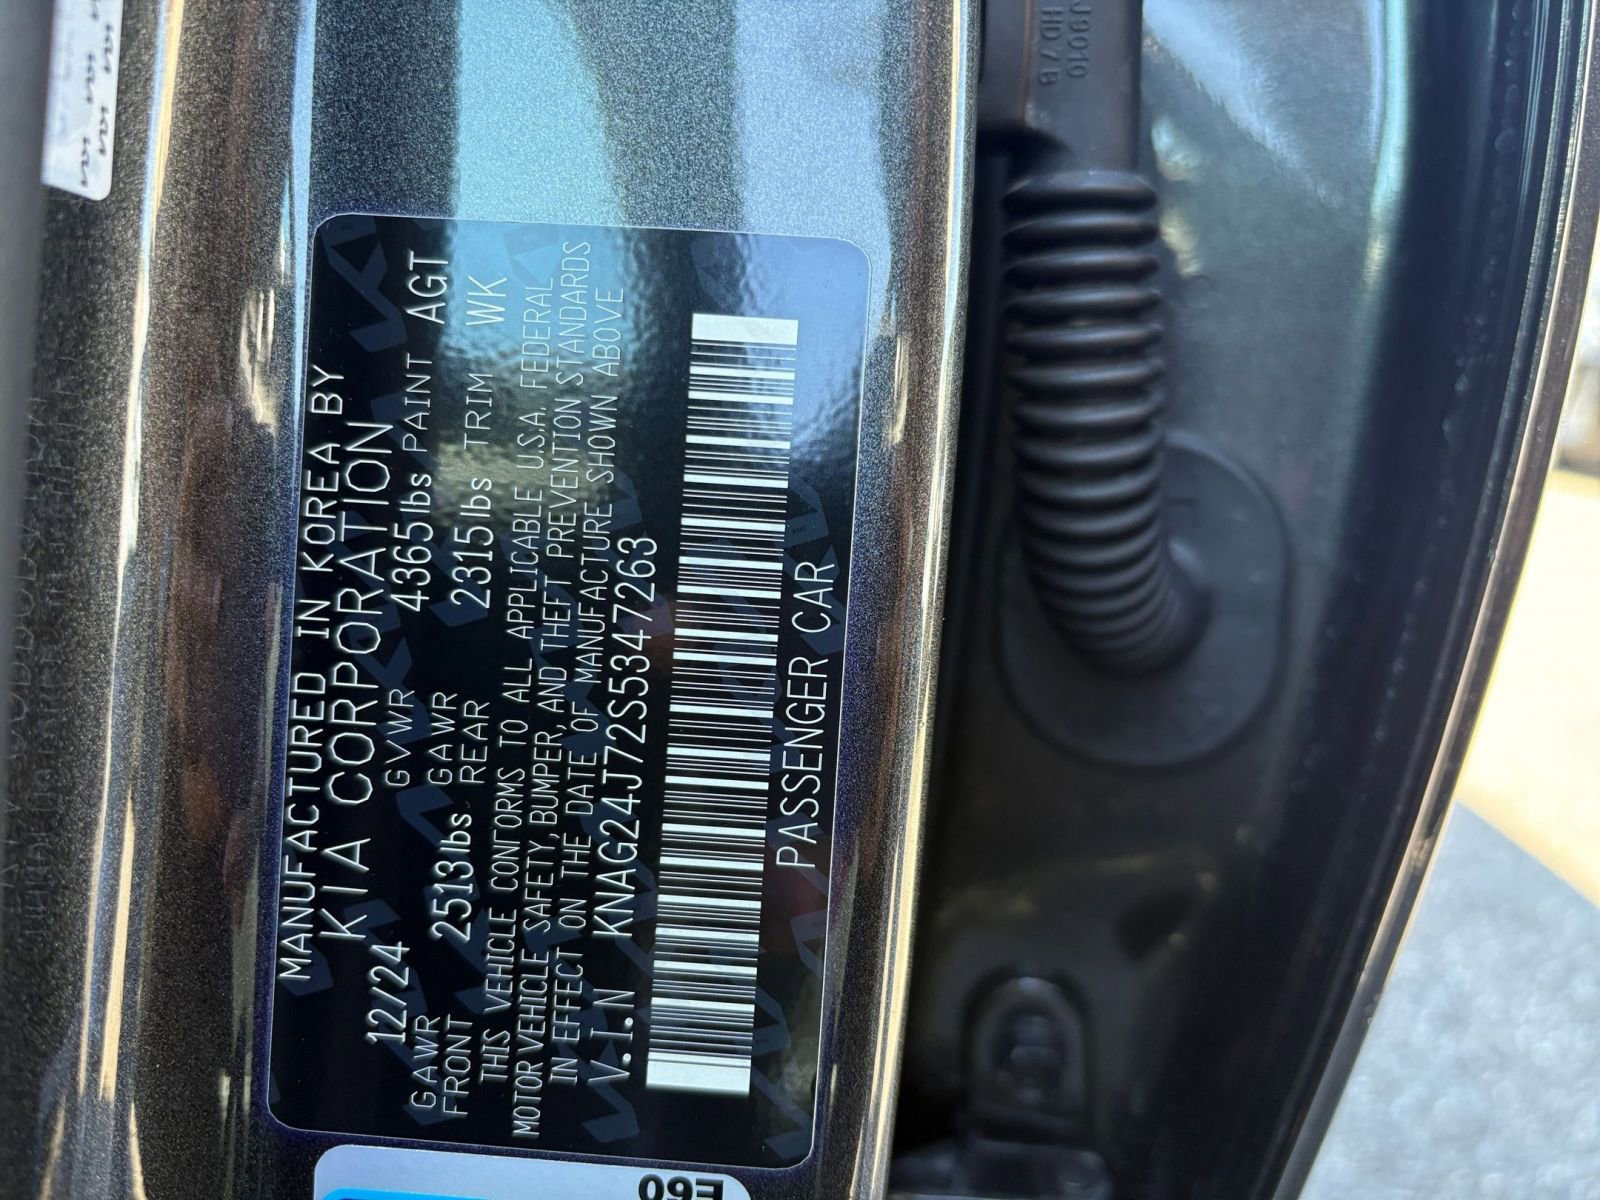 MANUFACTURED IN KOREA BY
KIA CORPORATION
12/24 GVWR 4365lbs PAINT AGT
GAWR FRONT 2513lbs GAWR REAR 2315lbs TRIM WK
THIS VEHICLE CONFORMS TO ALL APPLICABLE U.S.A. FEDERAL
MOTOR VEHICLE SAFETY, BUMPER, AND THEFT PREVENTION STANDARDS
IN EFFECT ON THE DATE OF MANUFACTURE SHOWN ABOVE
V.I.N KNAG24J72S5347263
PASSENGER CAR
J9010
HD7B
E60